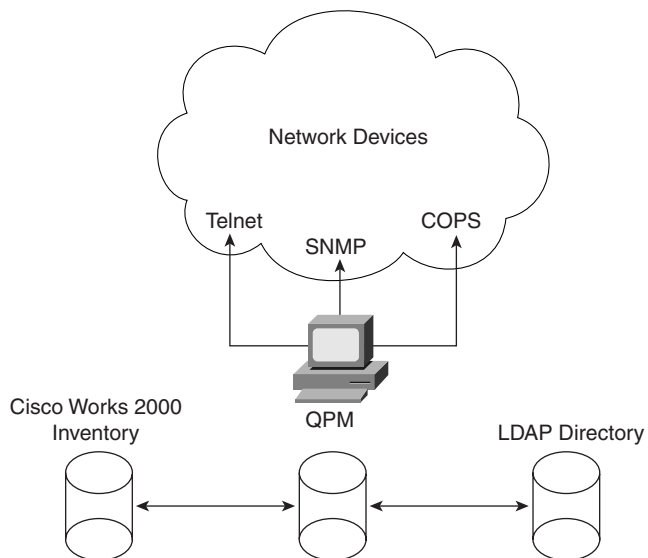 Network Devices
Telnet
SNMP
COPS
QPM
Cisco Works 2000
Inventory
LDAP Directory